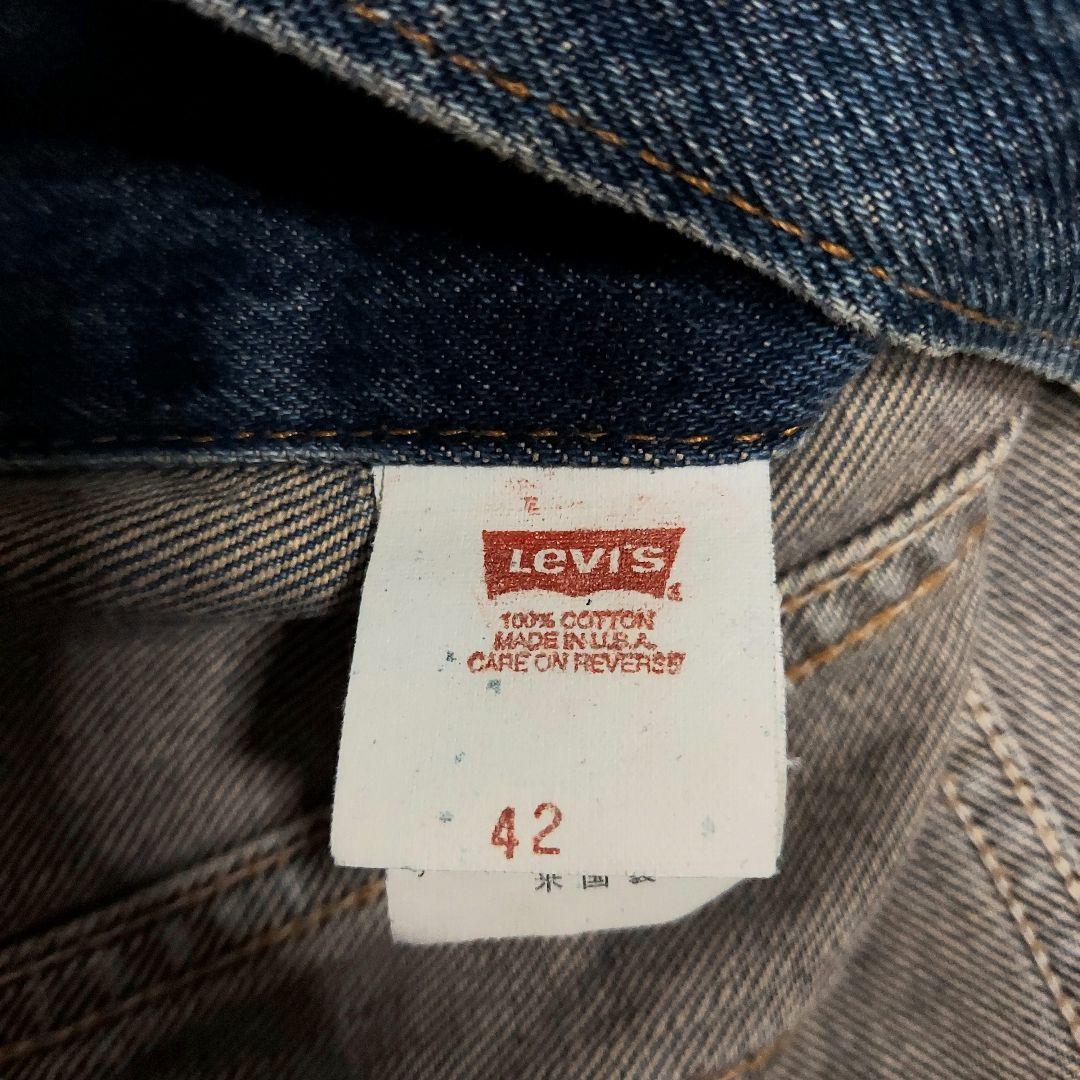 LEVI'S
100% COTTON
MADE IN U.S.A.
CARE ON REVERSE
42
米国製